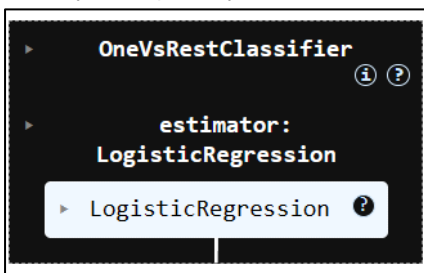 OneVsRestClassifier
i ?
estimator:
LogisticRegression
LogisticRegression ?